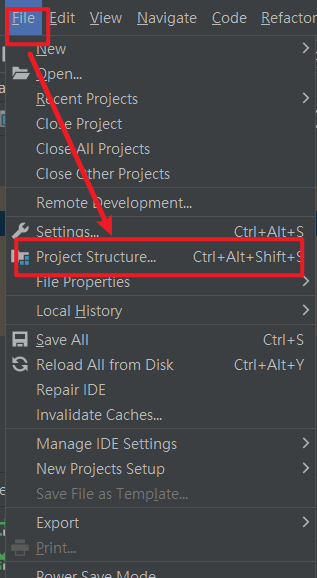 File Edit View Navigate Code Refactor
New
Open...
Recent Projects
Close Project
Close All Projects
Close Other Projects
Remote Development...
Settings... Ctrl+Alt+S
Project Structure... Ctrl+Alt+Shift+S
File Properties
Local History
Save All Ctrl+S
Reload All from Disk Ctrl+Alt+Y
Repair IDE
Invalidate Caches...
Manage IDE Settings
New Projects Setup
Save File as Template...
Export
Print...
Power Save Mode